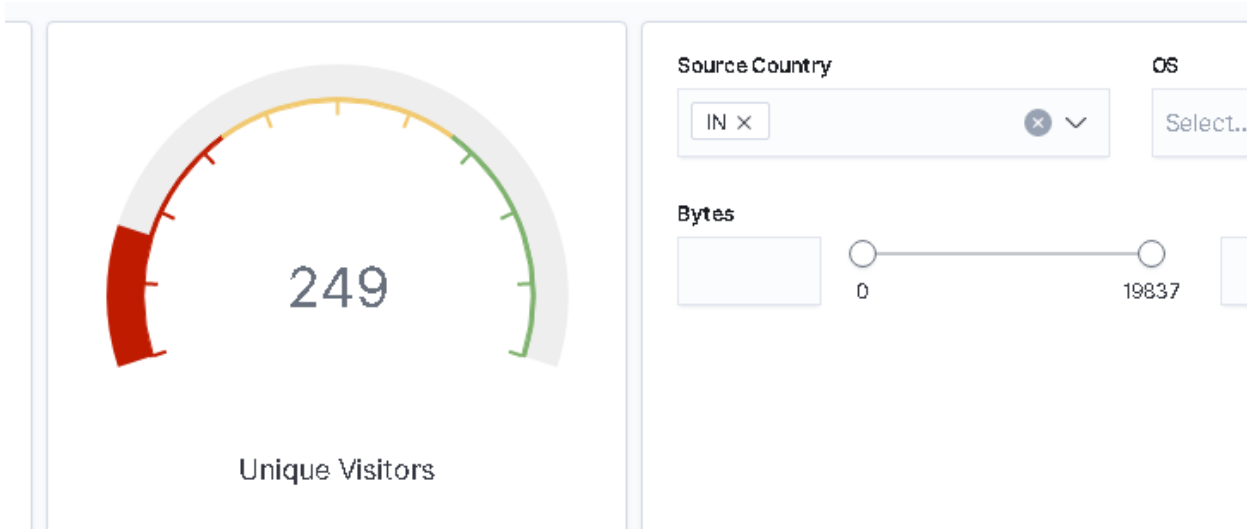 249
Unique Visitors
Source Country
IN
OS
Select..
Bytes
0
19837